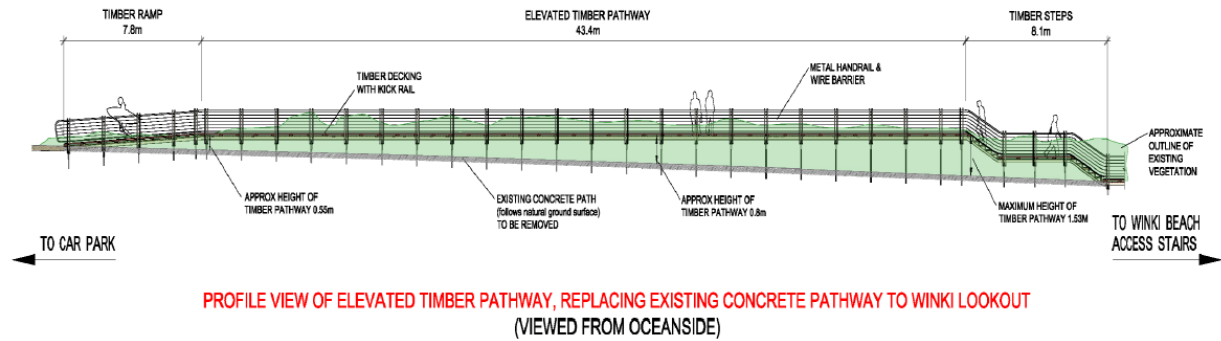 TIMBER RAMP
7.8m
ELEVATED TIMBER PATHWAY
43.4m
TIMBER STEPS
8.1m
TIMBER DECKING
WITH KICK RAIL
METAL HANDRAIL &
WIRE BARRIER
APPROXIMATE
OUTLINE OF
EXISTING
VEGETATION
APPROX HEIGHT OF
TIMBER PATHWAY 0.55m
EXISTING CONCRETE PATH
(follows natural ground surface)
TO BE REMOVED
APPROX HEIGHT OF
TIMBER PATHWAY 0.8m
MAXIMUM HEIGHT OF
TIMBER PATHWAY 1.53M
TO CAR PARK
TO WINKI BEACH
ACCESS STAIRS
PROFILE VIEW OF ELEVATED TIMBER PATHWAY, REPLACING EXISTING CONCRETE PATHWAY TO WINKI LOOKOUT
(VIEWED FROM OCEANSIDE)